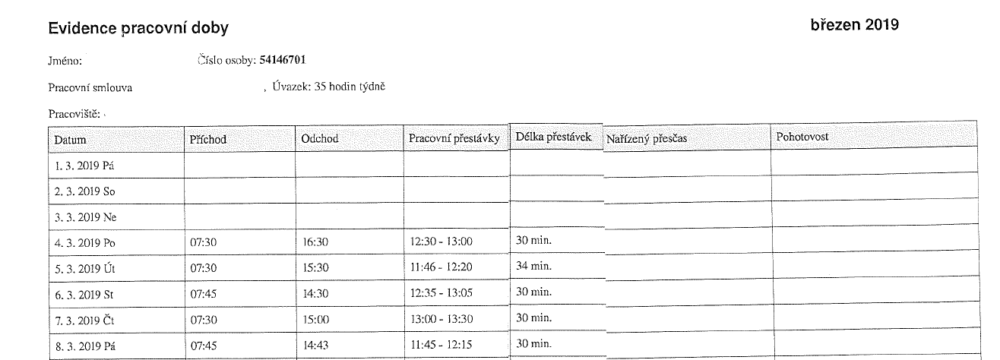 Evidence pracovní doby březen 2019
Jméno: Číslo osoby: 54146701
Pracovní smlouva , Úvazek: 35 hodin týdně
Pracoviště:
Datum Příchod Odchod Pracovní přestávky Délka přestávek Nařízený přesčas Pohotovost
1. 3. 2019 Pá
2. 3. 2019 So
3. 3. 2019 Ne
4. 3. 2019 Po 07:30 16:30 12:30 - 13:00 30 min.
5. 3. 2019 Út 07:30 15:30 11:46 - 12:20 34 min.
6. 3. 2019 St 07:45 14:30 12:35 - 13:05 30 min.
7. 3. 2019 Čt 07:30 15:00 13:00 - 13:30 30 min.
8. 3. 2019 Pá 07:45 14:43 11:45 - 12:15 30 min.